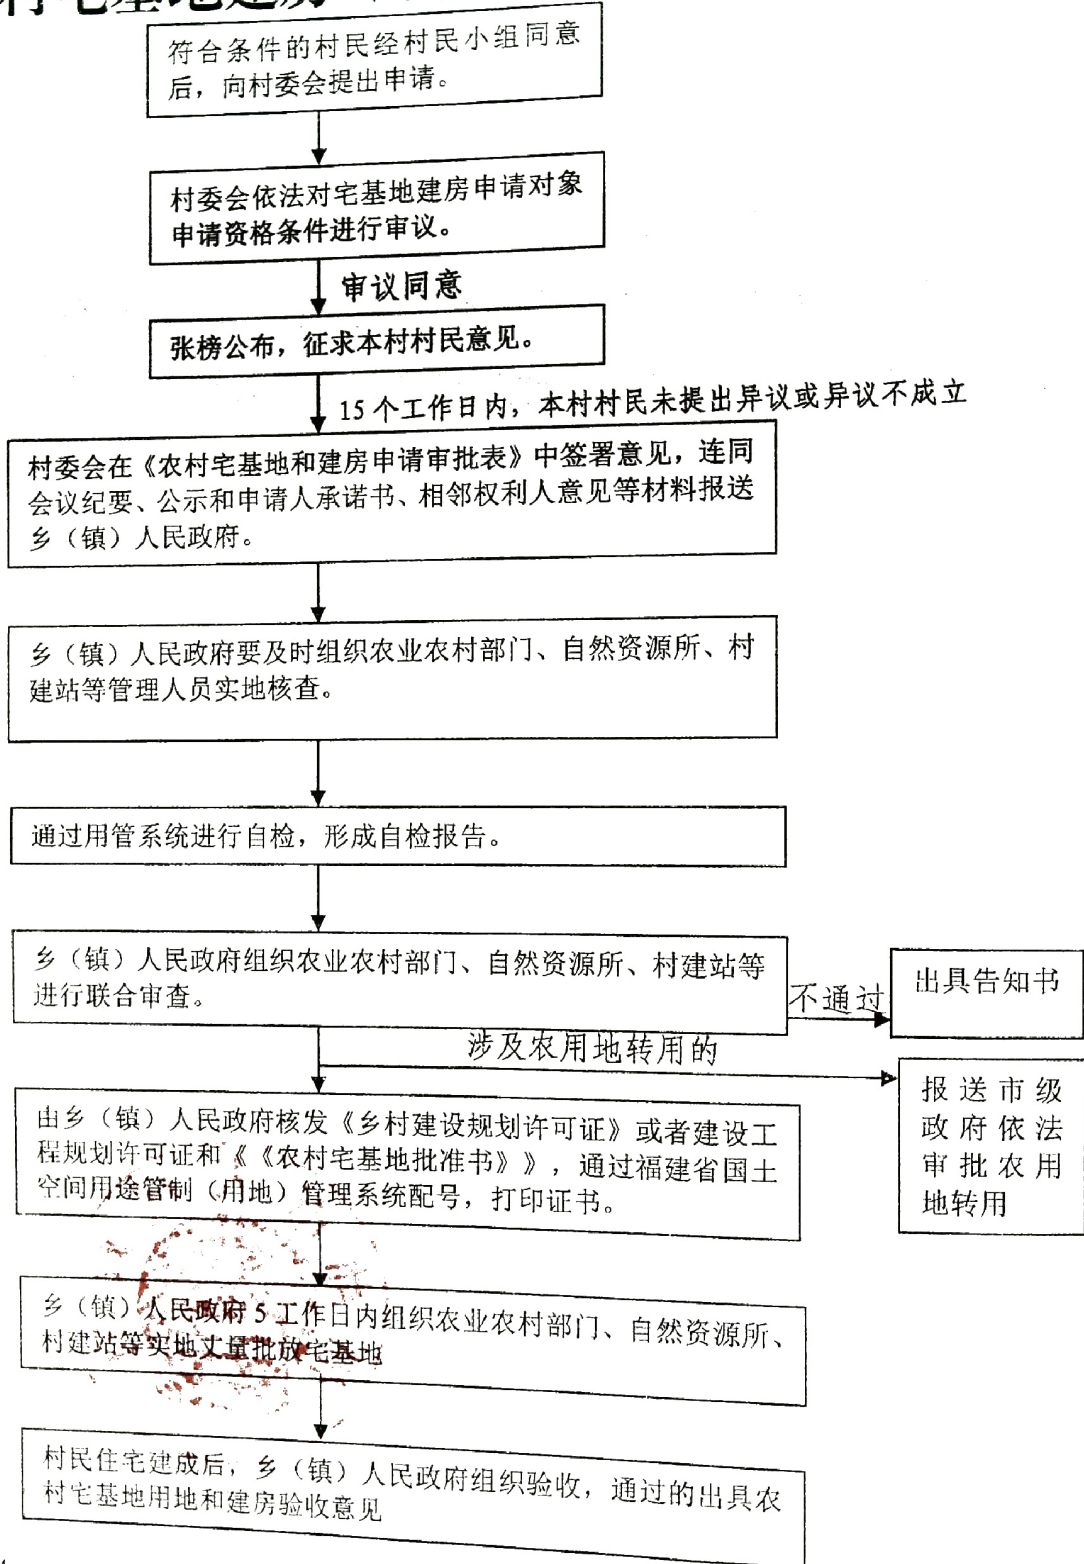 村宅基地建房
符合条件的村民经村民小组同意
后，向村委会提出申请。
村委会依法对宅基地建房申请对象
申请资格条件进行审议。
审议同意
张榜公布，征求本村村民意见。
15个工作日内，本村村民未提出异议或异议不成立
村委会在《农村宅基地和建房申请审批表》中签署意见，连同
会议纪要、公示和申请人承诺书、相邻权利人意见等材料报送
乡（镇）人民政府。
乡（镇）人民政府要及时组织农业农村部门、自然资源所、村
建站等管理人员实地核查。
通过用管系统进行自检，形成自检报告。
乡（镇）人民政府组织农业农村部门、自然资源所、村建站等
进行联合审查。
不通过
出具告知书
涉及农用地转用的
报送市级
政府依法
审批农用
地转用
由乡（镇）人民政府核发《乡村建设规划许可证》或者建设工
程规划许可证和《《农村宅基地批准书》》，通过福建省国土
空间用途管制（用地）管理系统配号，打印证书。
乡（镇）人民政府5工作日内组织农业农村部门、自然资源所、
村建站等实地丈量批放宅基地
村民住宅建成后，乡（镇）人民政府组织验收，通过的出具农
村宅基地用地和建房验收意见